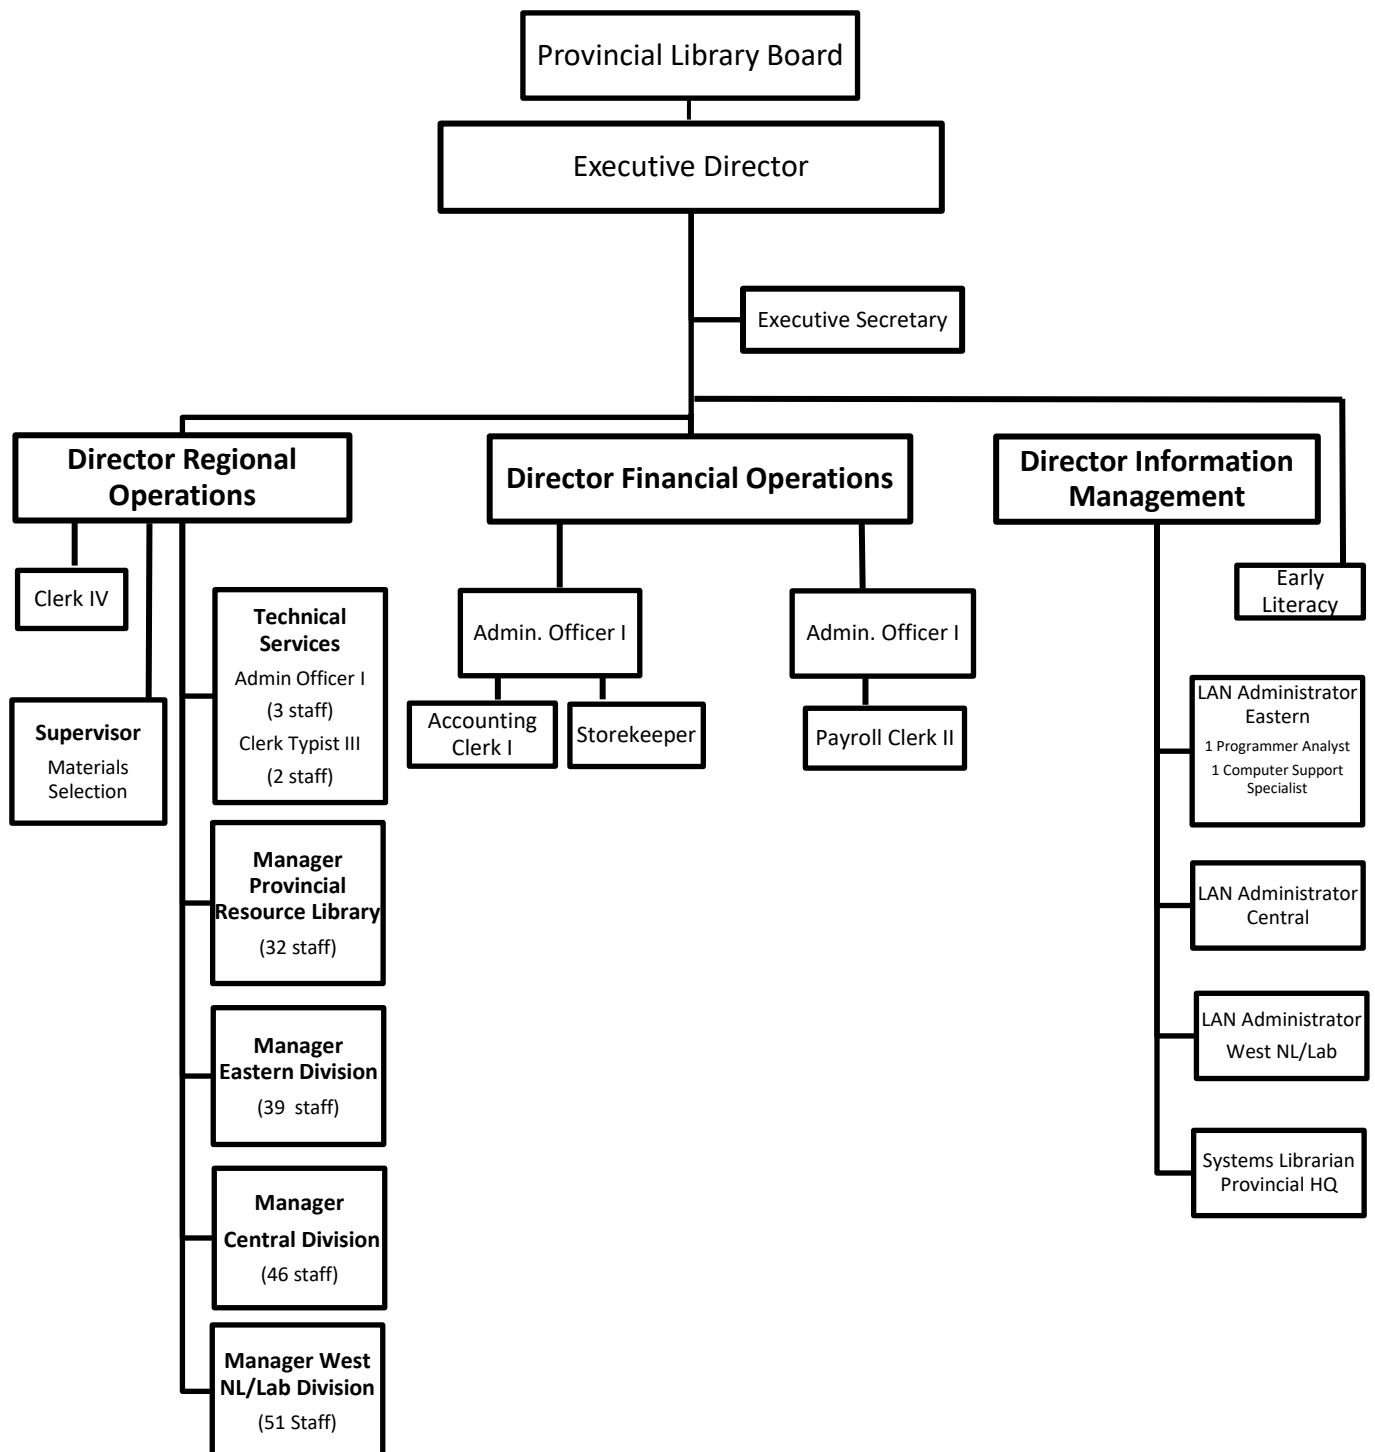 Provincial Library Board
Executive Director
Executive Secretary
Director Regional
Operations
Director Financial Operations
Director Information
Management
Clerk IV
Supervisor
Materials
Selection
Technical
Services
Admin Officer I
(3 staff)
Clerk Typist III
(2 staff)
Manager
Provincial
Resource Library
(32 staff)
Manager
Eastern Division
(39 staff)
Manager
Central Division
(46 staff)
Manager West
NL/Lab Division
(51 Staff)
Admin. Officer I
Accounting
Clerk I
Storekeeper
Admin. Officer I
Payroll Clerk II
Early
Literacy
LAN Administrator
Eastern
1 Programmer Analyst
1 Computer Support
Specialist
LAN Administrator
Central
LAN Administrator
West NL/Lab
Systems Librarian
Provincial HQ